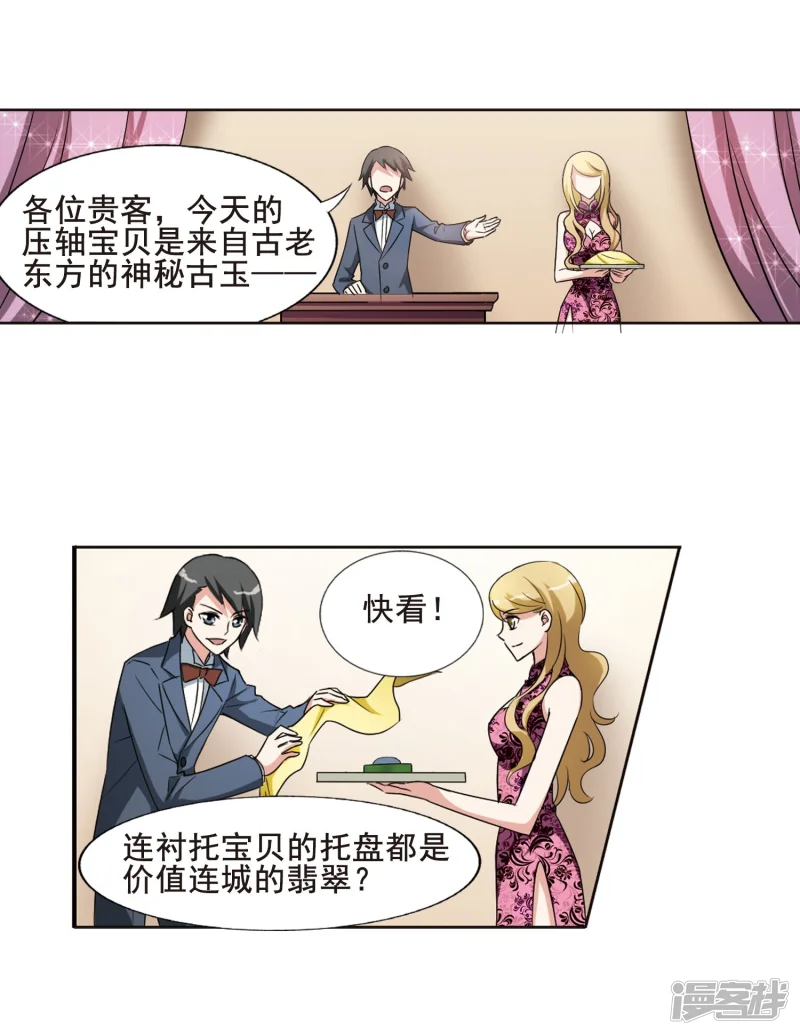 各位贵客，今天的
压轴宝贝是来自古老
东方的神秘古玉——
快看！
连衬托宝贝的托盘都是
价值连城的翡翠？
漫客栈